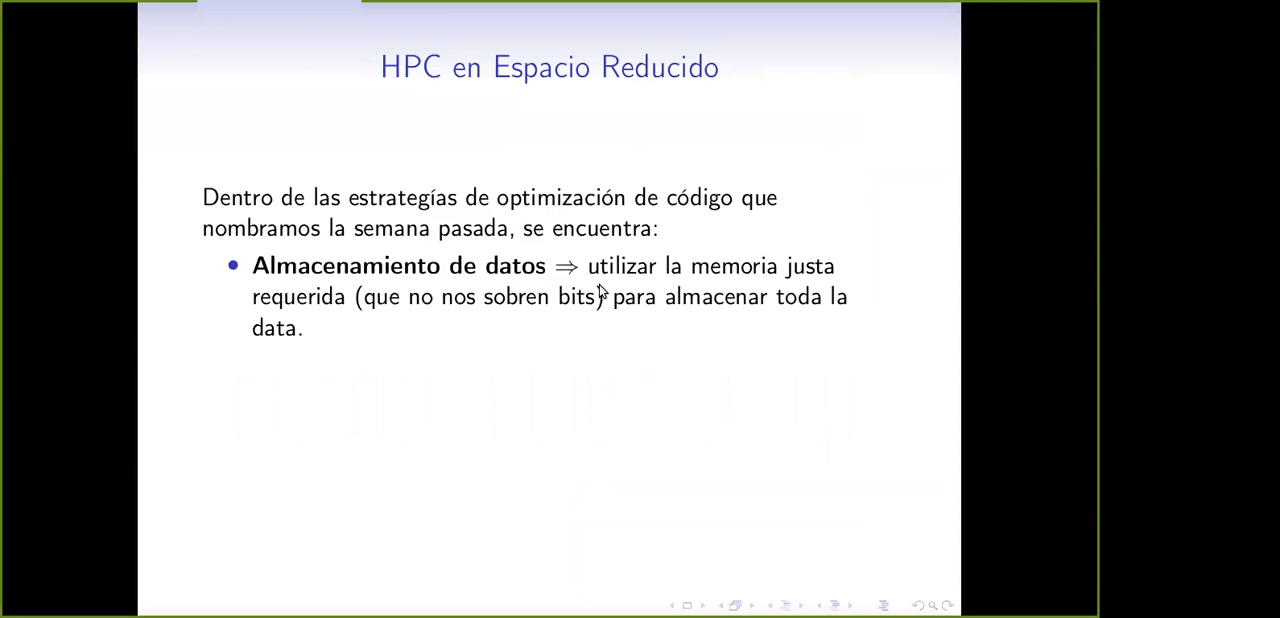 HPC en Espacio Reducido
Dentro de las estrategías de optimización de código que
nombramos la semana pasada, se encuentra:
• Almacenamiento de datos ⇒ utilizar la memoria justa
requerida (que no nos sobren bits) para almacenar toda la
data.